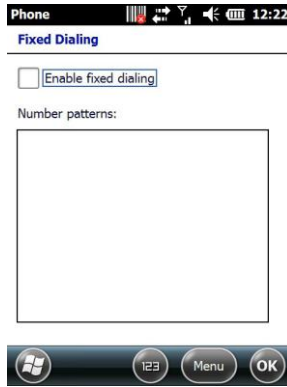 Phone 12:22
Fixed Dialing
Enable fixed dialing
Number patterns:
123 Menu OK